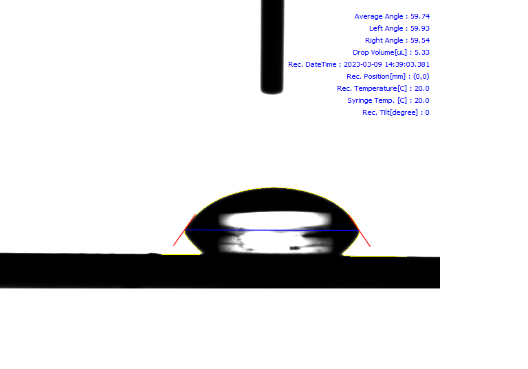 Average Angle : 59.74
Left Angle : 59.93
Right Angle : 59.54
Drop Volume[uL] : 5.33
Rec. DateTime : 2023-03-09 14:39:03.381
Rec. Position[mm] : (0,0)
Rec. Temperature[C] : 20.0
Syringe Temp. [C] : 20.0
Rec. Tilt[degree] : 0